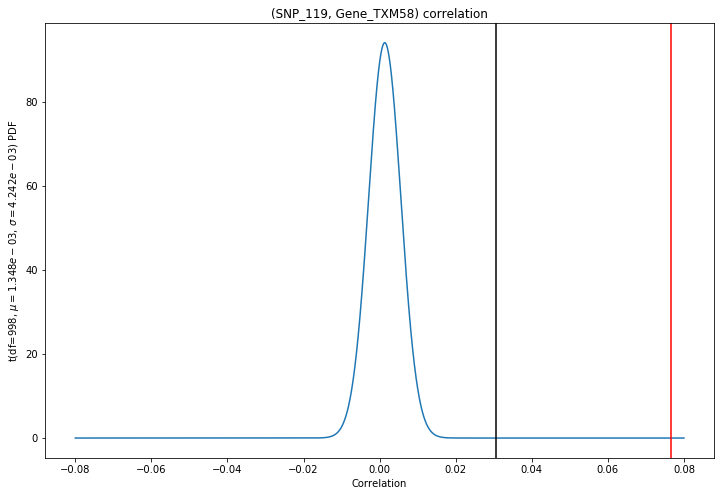 (SNP_119, Gene_TXM58) correlation
t(df=998, μ = 1.348e − 03, σ = 4.242e − 03) PDF
80
60
40
20
0
−0.08 −0.06 −0.04 −0.02 0.00 0.02 0.04 0.06 0.08
Correlation